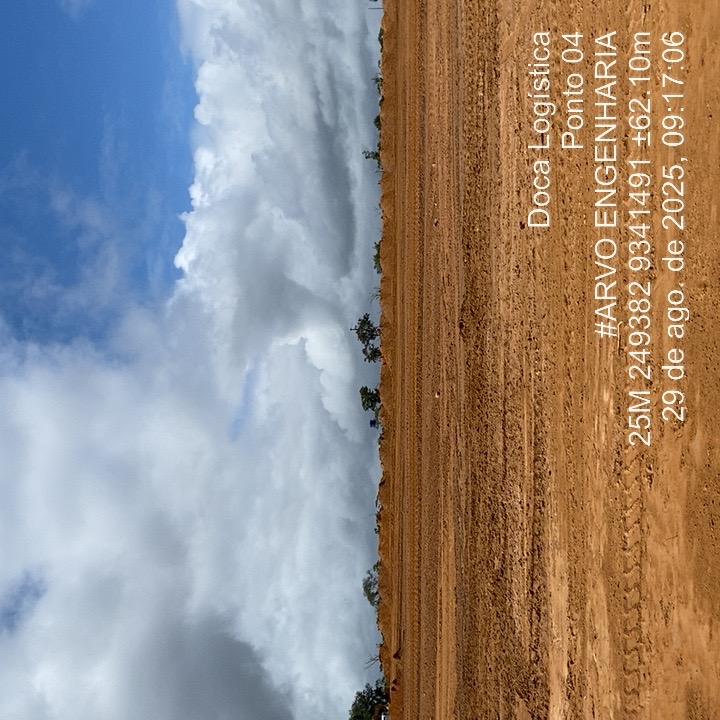 Doca Logística
Ponto 04
#ARVO ENGENHARIA
25M 249382 9341491 ±62.10m
29 de ago. de 2025, 09:17:06